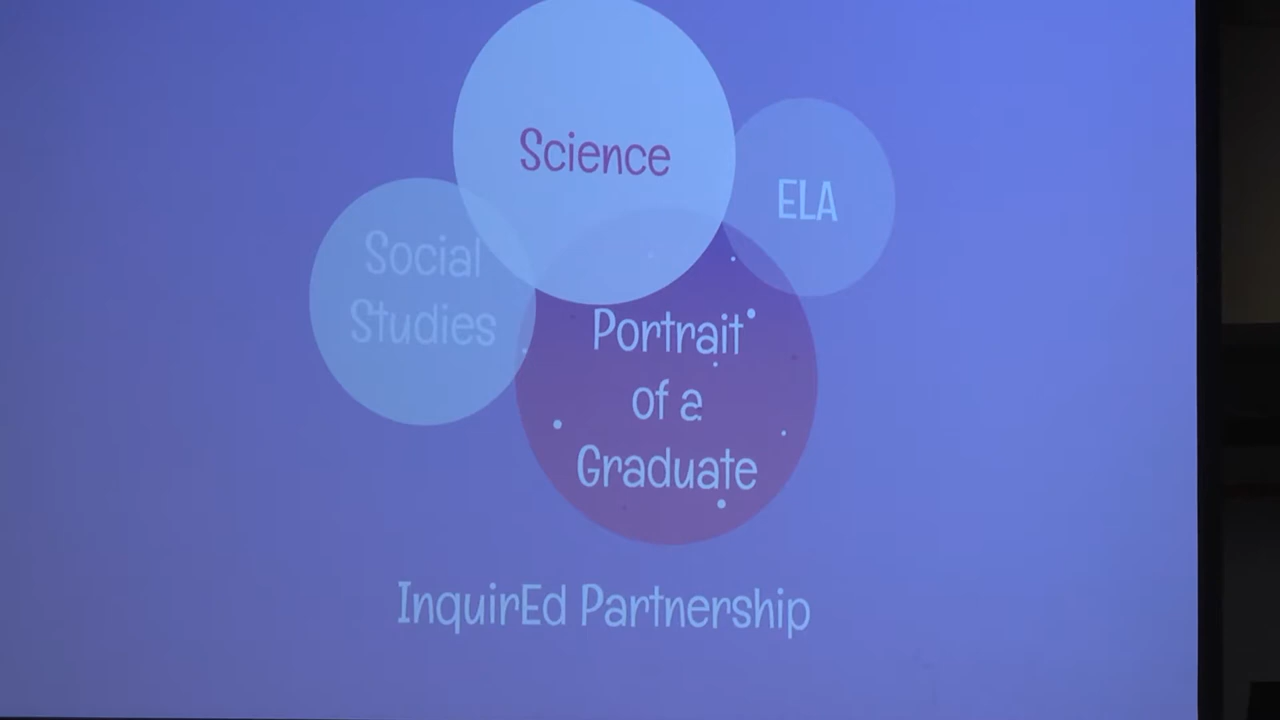 Science
ELA
Social
Studies
Portrait
of a
Graduate
InquirEd Partnership